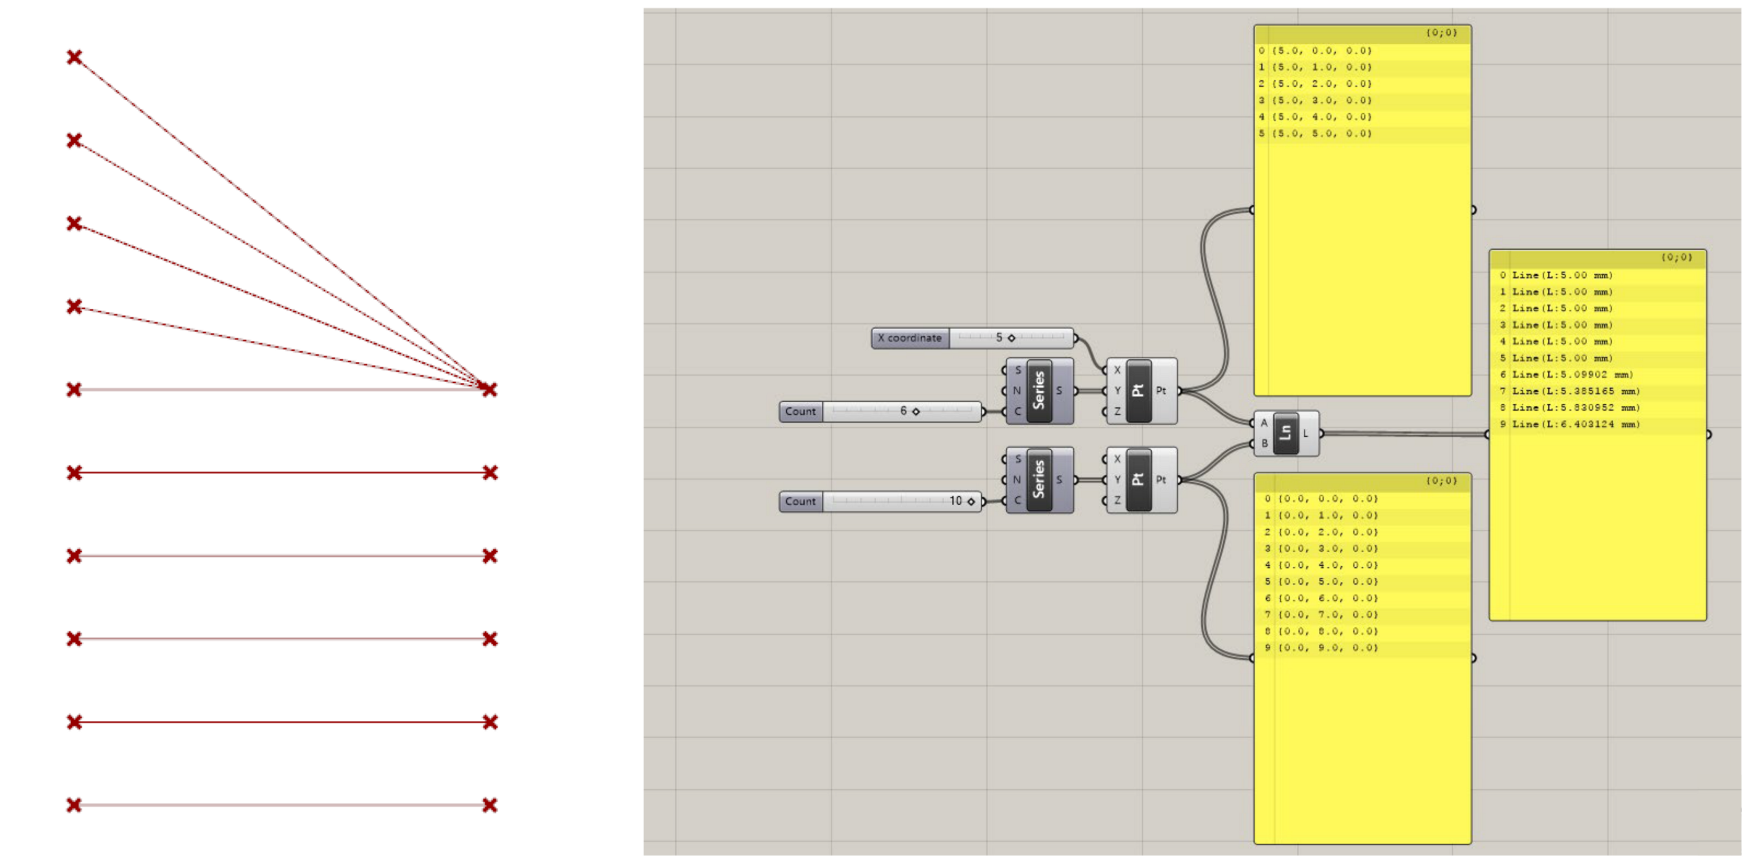 {0;0}
0 {5.0, 0.0, 0.0}
1 {5.0, 1.0, 0.0}
2 {5.0, 2.0, 0.0}
3 {5.0, 3.0, 0.0}
4 {5.0, 4.0, 0.0}
5 {5.0, 5.0, 0.0}
X coordinate 5
Count 6
S
N
C
Series
S
X
Y
Z
Pt
Pt
Count 10
S
N
C
Series
S
X
Y
Z
Pt
Pt
A
B
Ln
L
{0;0}
0 {0.0, 0.0, 0.0}
1 {0.0, 1.0, 0.0}
2 {0.0, 2.0, 0.0}
3 {0.0, 3.0, 0.0}
4 {0.0, 4.0, 0.0}
5 {0.0, 5.0, 0.0}
6 {0.0, 6.0, 0.0}
7 {0.0, 7.0, 0.0}
8 {0.0, 8.0, 0.0}
9 {0.0, 9.0, 0.0}
{0;0}
0 Line(L:5.00 mm)
1 Line(L:5.00 mm)
2 Line(L:5.00 mm)
3 Line(L:5.00 mm)
4 Line(L:5.00 mm)
5 Line(L:5.00 mm)
6 Line(L:5.09902 mm)
7 Line(L:5.385165 mm)
8 Line(L:5.830952 mm)
9 Line(L:6.403124 mm)